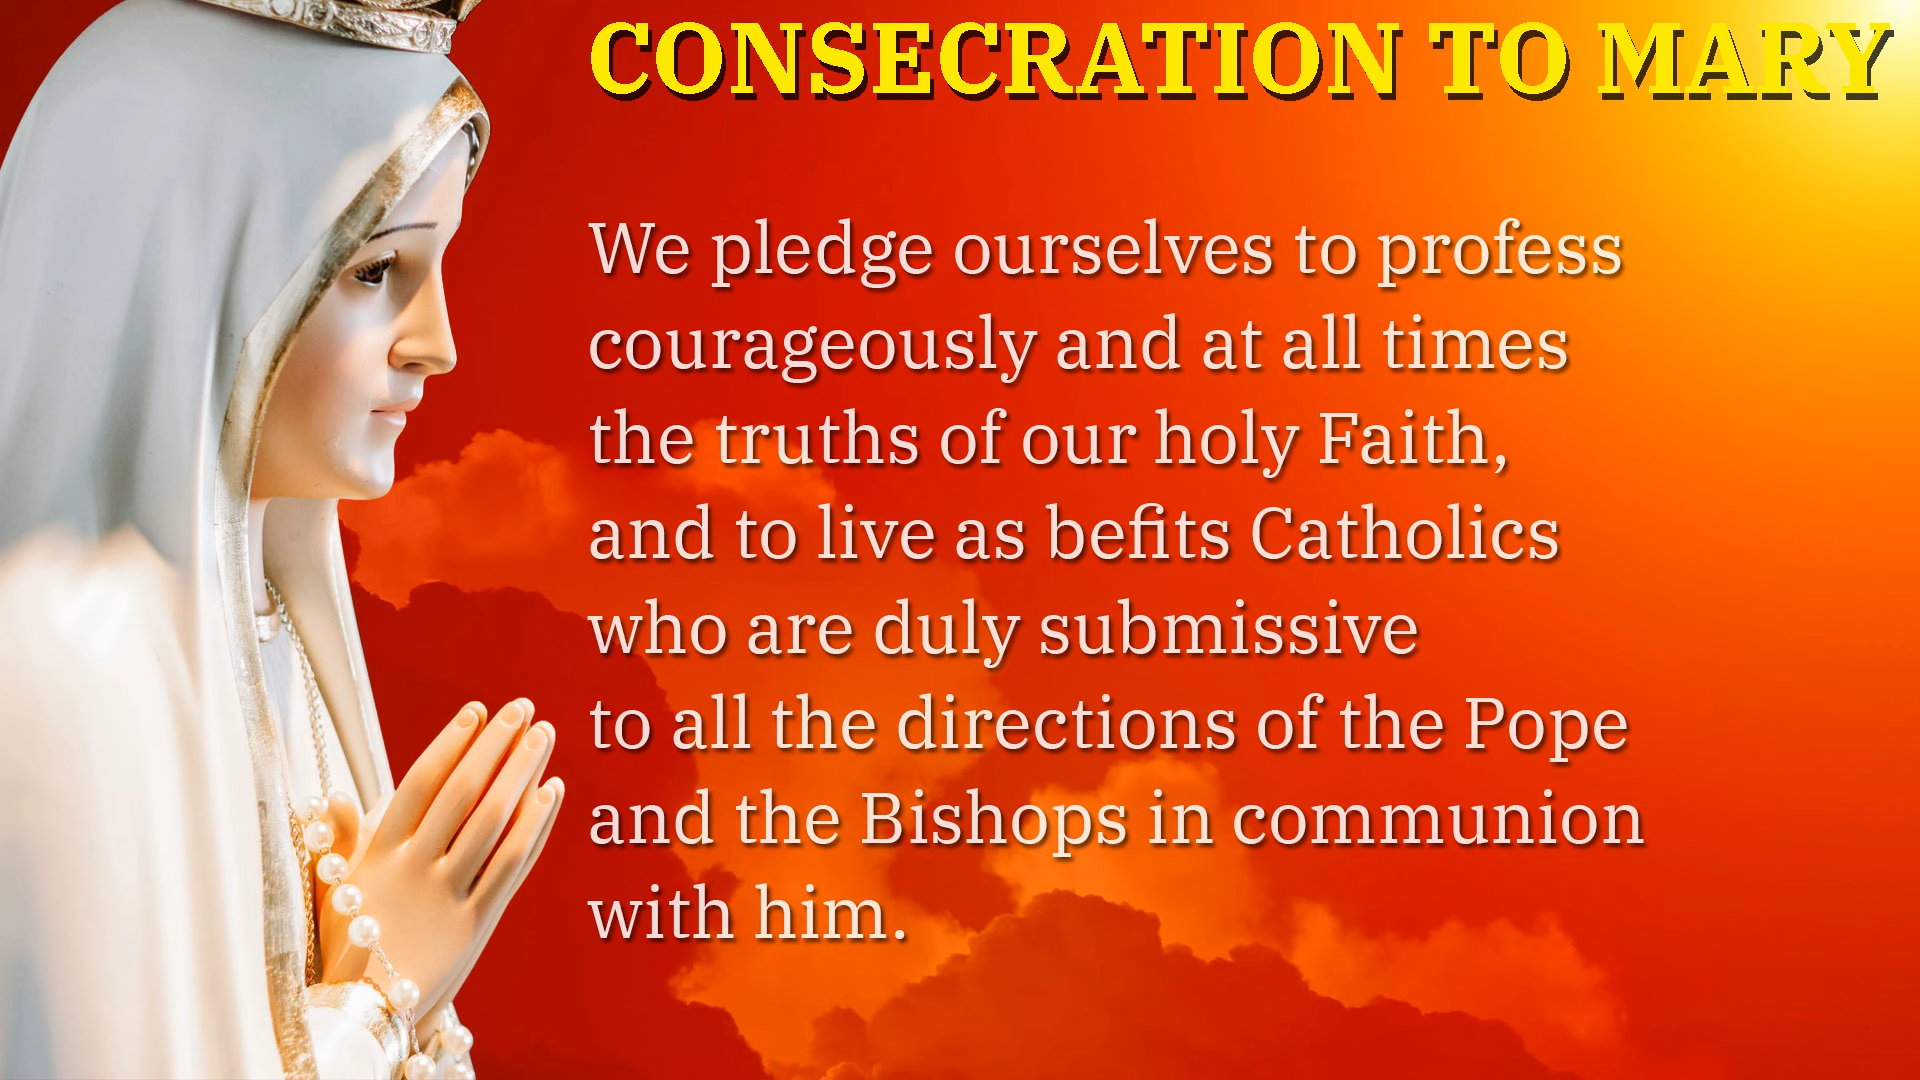 CONSECRATION TO MARY
We pledge ourselves to profess
courageously and at all times
the truths of our holy Faith,
and to live as befits Catholics
who are duly submissive
to all the directions of the Pope
and the Bishops in communion
with him.